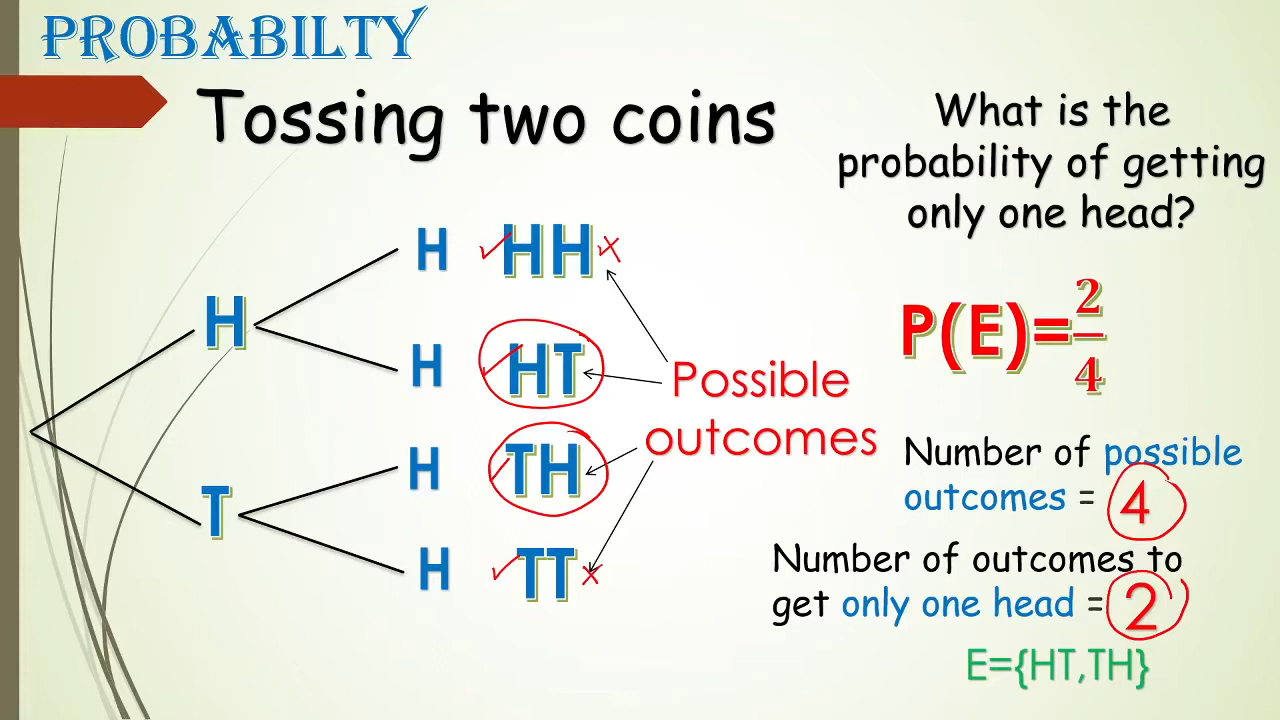 PROBABILTY
Tossing two coins
What is the
probability of getting
only one head?
H
T
H
H
H
H
HH
HT
TH
TT
Possible
outcomes
P(E)=2/4
Number of possible
outcomes = 4
Number of outcomes to
get only one head = 2
E={HT,TH}